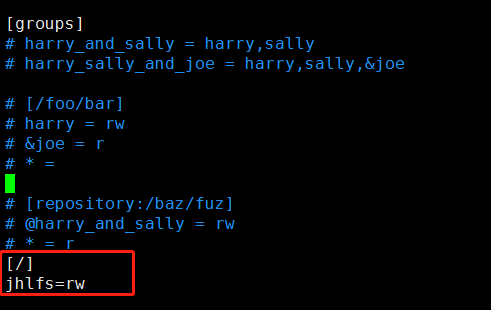 [groups]
# harry_and_sally = harry,sally
# harry_sally_and_joe = harry,sally,&joe
# [/foo/bar]
# harry = rw
# &joe = r
# * =
# [repository:/baz/fuz]
# @harry_and_sally = rw
# * = r
[/]
jhlfs=rw